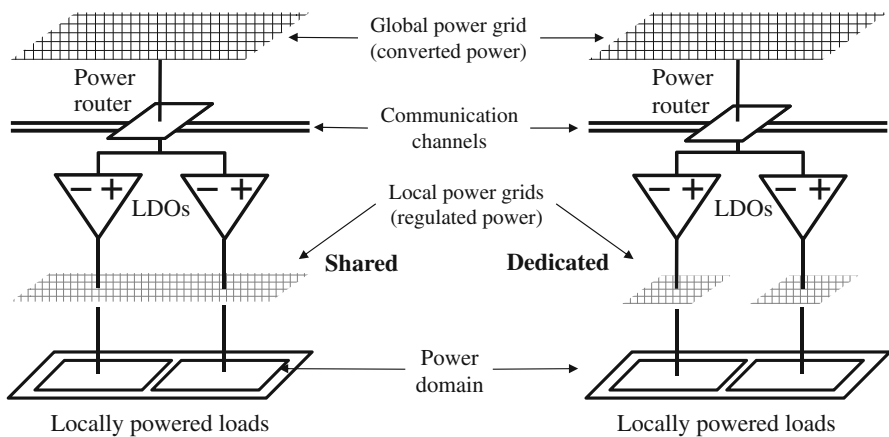 Global power grid
(converted power)
Power
router
Power
router
Communication
channels
− +
− +
LDOs
− +
− +
LDOs
Local power grids
(regulated power)
Shared
Dedicated
Power
domain
Locally powered loads
Locally powered loads